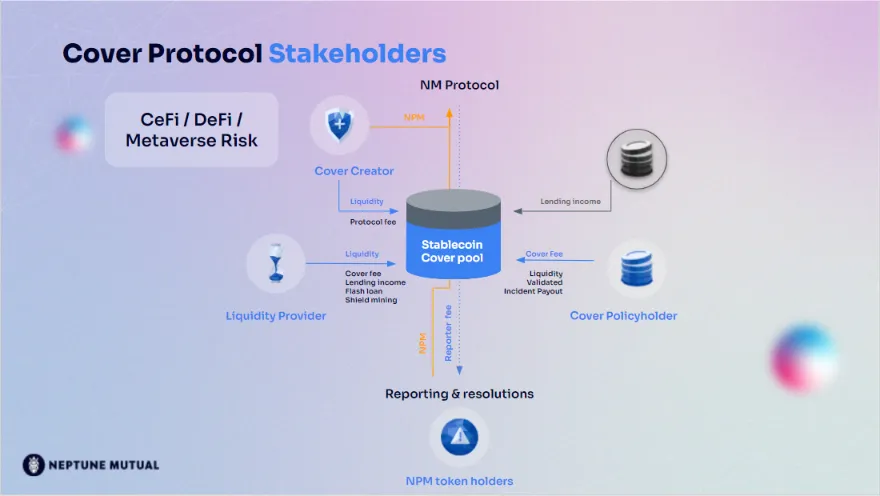 Cover Protocol Stakeholders
NM Protocol
CeFi / DeFi /
Metaverse Risk
NPM
Cover Creator
Liquidity
Protocol fee
Lending income
Stablecoin
Cover pool
Liquidity
Cover fee
Lending income
Flash loan
Shield mining
Liquidity Provider
Cover Fee
Liquidity
Validated
Incident Payout
Cover Policyholder
NPM
Reporter fee
Reporting & resolutions
NPM token holders
NEPTUNE MUTUAL